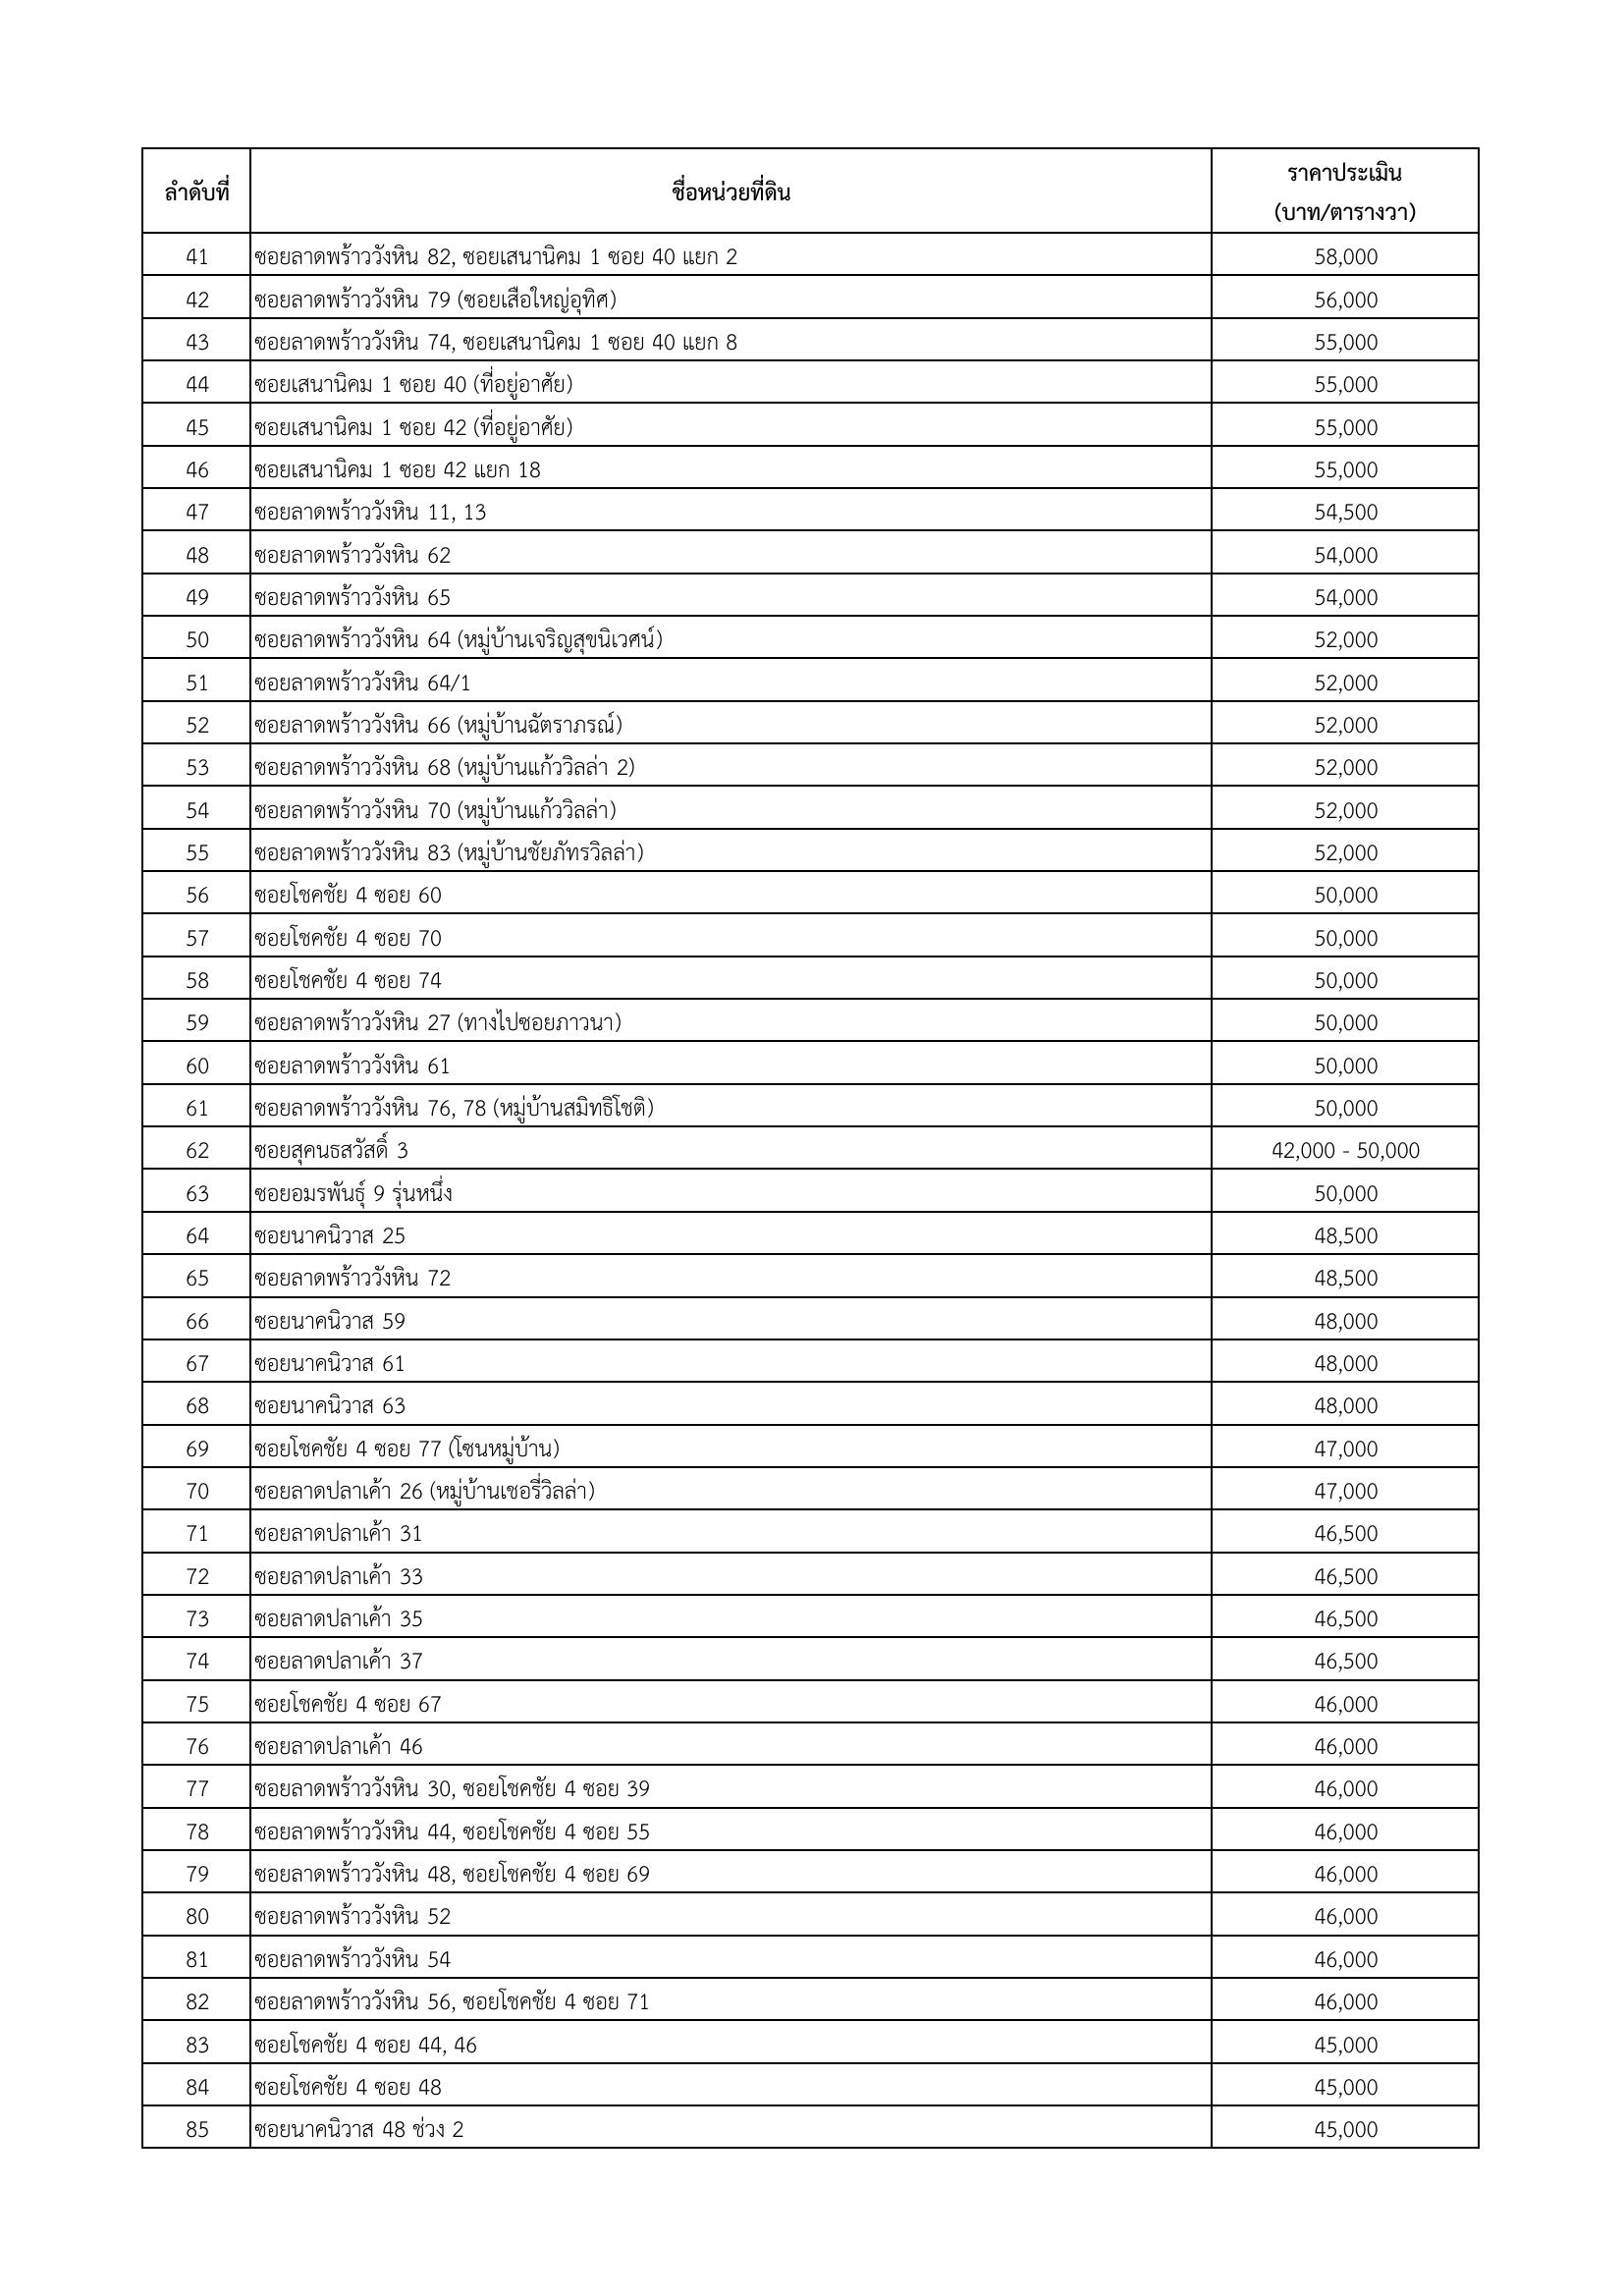 ลำดับที่ ชื่อหน่วยที่ดิน ราคาประเมิน
(บาท/ตารางวา)
41 ซอยลาดพร้าววังหิน 82, ซอยเสนานิคม 1 ซอย 40 แยก 2 58,000
42 ซอยลาดพร้าววังหิน 79 (ซอยเสือใหญ่อุทิศ) 56,000
43 ซอยลาดพร้าววังหิน 74, ซอยเสนานิคม 1 ซอย 40 แยก 8 55,000
44 ซอยเสนานิคม 1 ซอย 40 (ที่อยู่อาศัย) 55,000
45 ซอยเสนานิคม 1 ซอย 42 (ที่อยู่อาศัย) 55,000
46 ซอยเสนานิคม 1 ซอย 42 แยก 18 55,000
47 ซอยลาดพร้าววังหิน 11, 13 54,500
48 ซอยลาดพร้าววังหิน 62 54,000
49 ซอยลาดพร้าววังหิน 65 54,000
50 ซอยลาดพร้าววังหิน 64 (หมู่บ้านเจริญสุขนิเวศน์) 52,000
51 ซอยลาดพร้าววังหิน 64/1 52,000
52 ซอยลาดพร้าววังหิน 66 (หมู่บ้านฉัตราภรณ์) 52,000
53 ซอยลาดพร้าววังหิน 68 (หมู่บ้านแก้ววิลล่า 2) 52,000
54 ซอยลาดพร้าววังหิน 70 (หมู่บ้านแก้ววิลล่า) 52,000
55 ซอยลาดพร้าววังหิน 83 (หมู่บ้านชัยภัทรวิลล่า) 52,000
56 ซอยโชคชัย 4 ซอย 60 50,000
57 ซอยโชคชัย 4 ซอย 70 50,000
58 ซอยโชคชัย 4 ซอย 74 50,000
59 ซอยลาดพร้าววังหิน 27 (ทางไปซอยภาวนา) 50,000
60 ซอยลาดพร้าววังหิน 61 50,000
61 ซอยลาดพร้าววังหิน 76, 78 (หมู่บ้านสมิทธิโชติ) 50,000
62 ซอยสุคนธสวัสดิ์ 3 42,000 - 50,000
63 ซอยอมรพันธุ์ 9 รุ่นหนึ่ง 50,000
64 ซอยนาคนิวาส 25 48,500
65 ซอยลาดพร้าววังหิน 72 48,500
66 ซอยนาคนิวาส 59 48,000
67 ซอยนาคนิวาส 61 48,000
68 ซอยนาคนิวาส 63 48,000
69 ซอยโชคชัย 4 ซอย 77 (โซนหมู่บ้าน) 47,000
70 ซอยลาดปลาเค้า 26 (หมู่บ้านเชอรี่วิลล่า) 47,000
71 ซอยลาดปลาเค้า 31 46,500
72 ซอยลาดปลาเค้า 33 46,500
73 ซอยลาดปลาเค้า 35 46,500
74 ซอยลาดปลาเค้า 37 46,500
75 ซอยโชคชัย 4 ซอย 67 46,000
76 ซอยลาดปลาเค้า 46 46,000
77 ซอยลาดพร้าววังหิน 30, ซอยโชคชัย 4 ซอย 39 46,000
78 ซอยลาดพร้าววังหิน 44, ซอยโชคชัย 4 ซอย 55 46,000
79 ซอยลาดพร้าววังหิน 48, ซอยโชคชัย 4 ซอย 69 46,000
80 ซอยลาดพร้าววังหิน 52 46,000
81 ซอยลาดพร้าววังหิน 54 46,000
82 ซอยลาดพร้าววังหิน 56, ซอยโชคชัย 4 ซอย 71 46,000
83 ซอยโชคชัย 4 ซอย 44, 46 45,000
84 ซอยโชคชัย 4 ซอย 48 45,000
85 ซอยนาคนิวาส 48 ช่วง 2 45,000